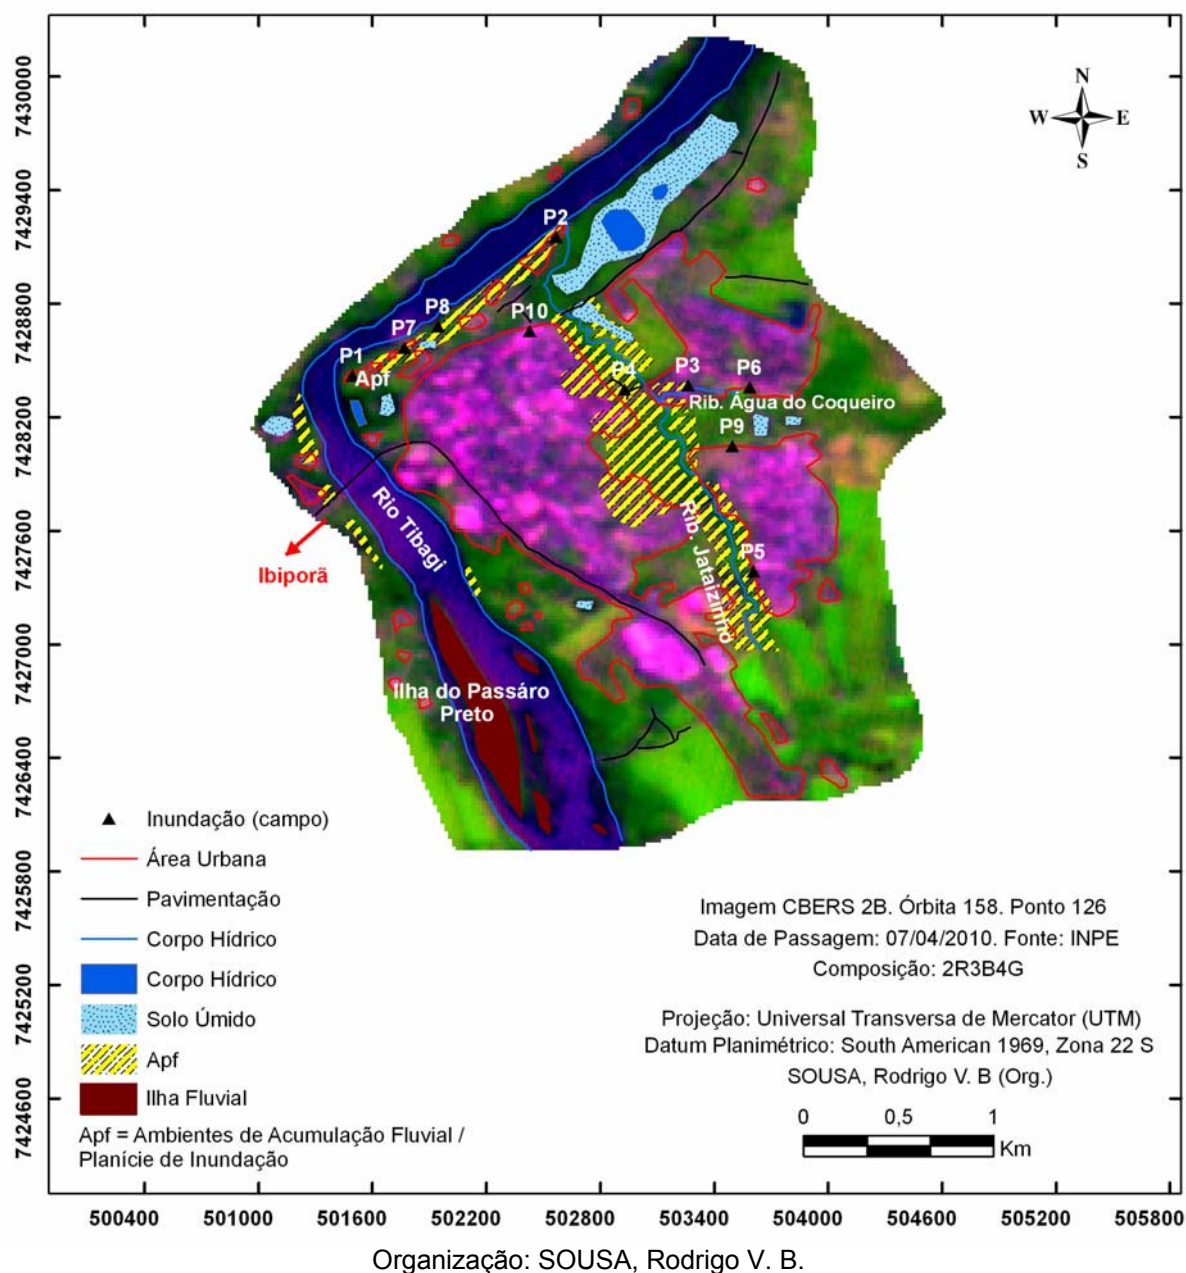 7430000
7429400
7428800
7428200
7427600
7427000
7426400
7425800
7425200
7424600
N
W E
S
P2
P8
P10
P7
P1
Apf
P4
P3
P6
Rib. Água do Coqueiro
P9
Rio Tibagi
Rib. Jataizinho
P5
Ibiporã
Ilha do Passáro
Preto
Inundação (campo)
Área Urbana
Pavimentação
Corpo Hídrico
Corpo Hídrico
Solo Úmido
Apf
Ilha Fluvial
Apf = Ambientes de Acumulação Fluvial /
Planície de Inundação
Imagem CBERS 2B. Órbita 158. Ponto 126
Data de Passagem: 07/04/2010. Fonte: INPE
Composição: 2R3B4G
Projeção: Universal Transversa de Mercator (UTM)
Datum Planimétrico: South American 1969, Zona 22 S
SOUSA, Rodrigo V. B (Org.)
0 0,5 1
Km
500400 501000 501600 502200 502800 503400 504000 504600 505200 505800
Organização: SOUSA, Rodrigo V. B.